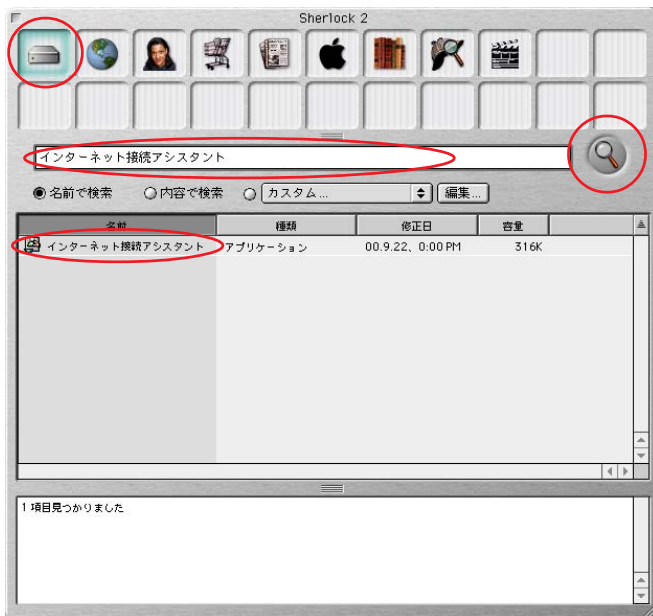 Sherlock 2
インターネット接続アシスタント
名前で検索 内容で検索 カスタム... 編集...
名前 種類 修正日 容量
インターネット接続アシスタント アプリケーション 00.9.22、0:00 PM 316K
1 項目見つかりました